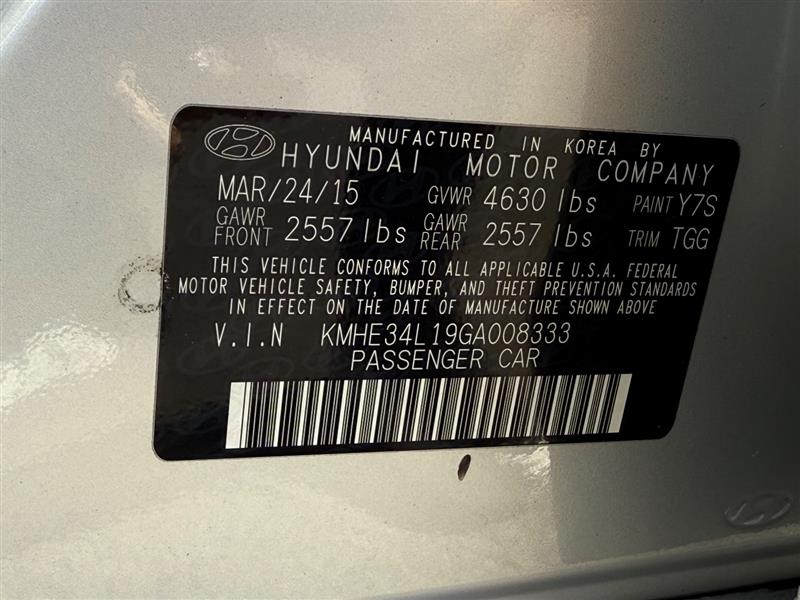 MANUFACTURED IN KOREA BY
HYUNDAI MOTOR COMPANY
MAR/24/15 GVWR 4630 lbs PAINT Y7S
GAWR FRONT 2557 lbs GAWR REAR 2557 lbs TRIM TGG
THIS VEHICLE CONFORMS TO ALL APPLICABLE U.S.A. FEDERAL
MOTOR VEHICLE SAFETY, BUMPER, AND THEFT PREVENTION STANDARDS
IN EFFECT ON THE DATE OF MANUFACTURE SHOWN ABOVE
V.I.N KMHE34L19GA008333
PASSENGER CAR